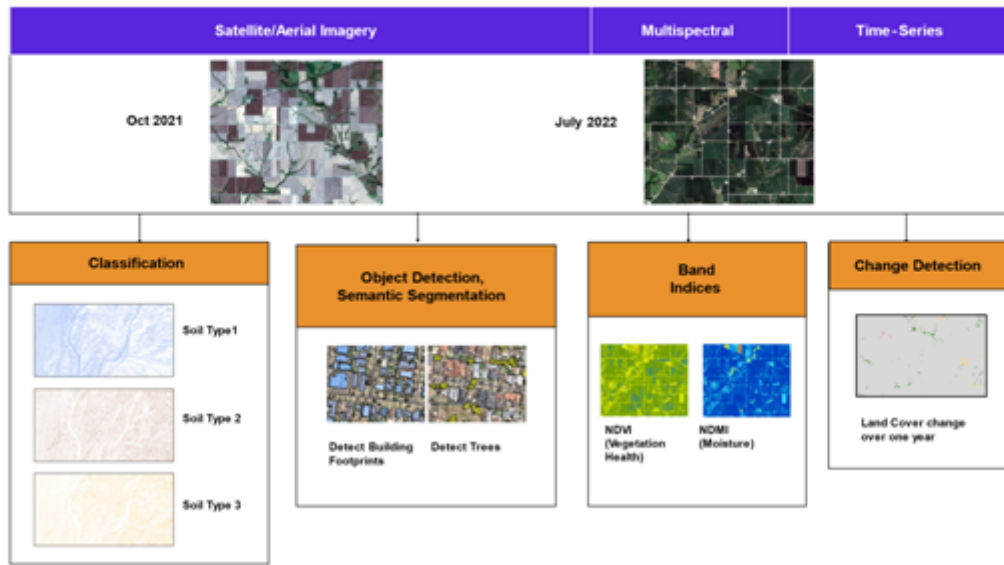 Satellite/Aerial Imagery
Multispectral
Time-Series
Oct 2021
July 2022
Classification
Soil Type1
Soil Type 2
Soil Type 3
Object Detection,
Semantic Segmentation
Detect Building
Footprints
Detect Trees
Band
Indices
NDVI
(Vegetation
Health)
NDMI
(Moisture)
Change Detection
Land Cover change
over one year